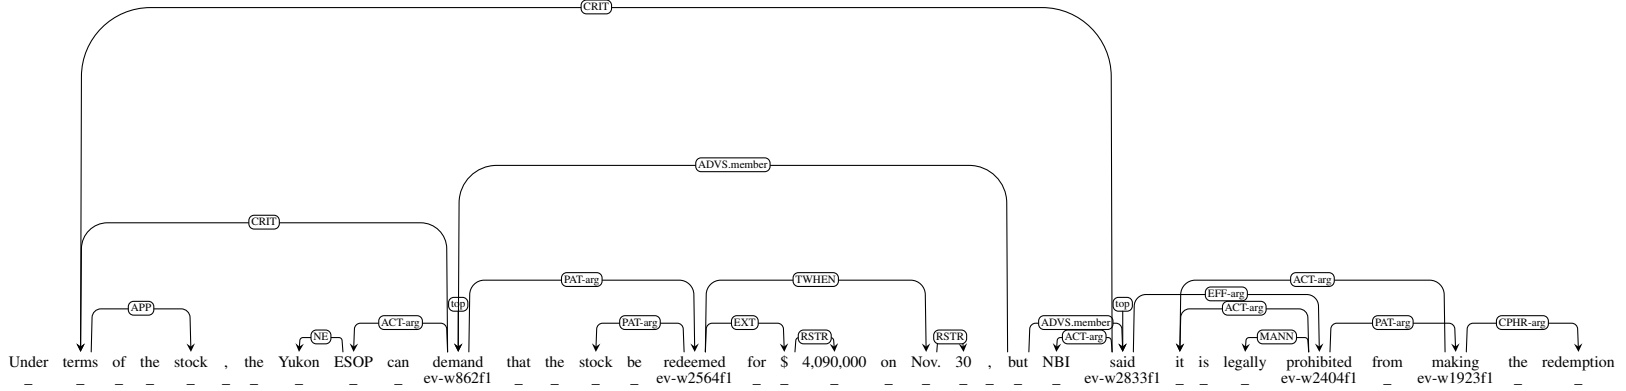 CRIT
ADVS.member
CRIT
PAT-arg TWHEN ACT-arg
EFF-arg
top top
APP ACT-arg
ACT-arg PAT-arg EXT ADVS.member PAT-arg CPHR-arg
NE RSTR RSTR ACT-arg MANN
Under terms of the stock , the Yukon ESOP can demand that the stock be redeemed for $ 4,090,000 on Nov. 30 , but NBI said it is legally prohibited from making the redemption
_ _ _ _ _ _ _ _ _ _ ev-w862f1 _ _ _ _ ev-w2564f1 _ _ _ _ _ _ _ _ _ ev-w2833f1 _ _ _ ev-w2404f1 _ ev-w1923f1 _ _